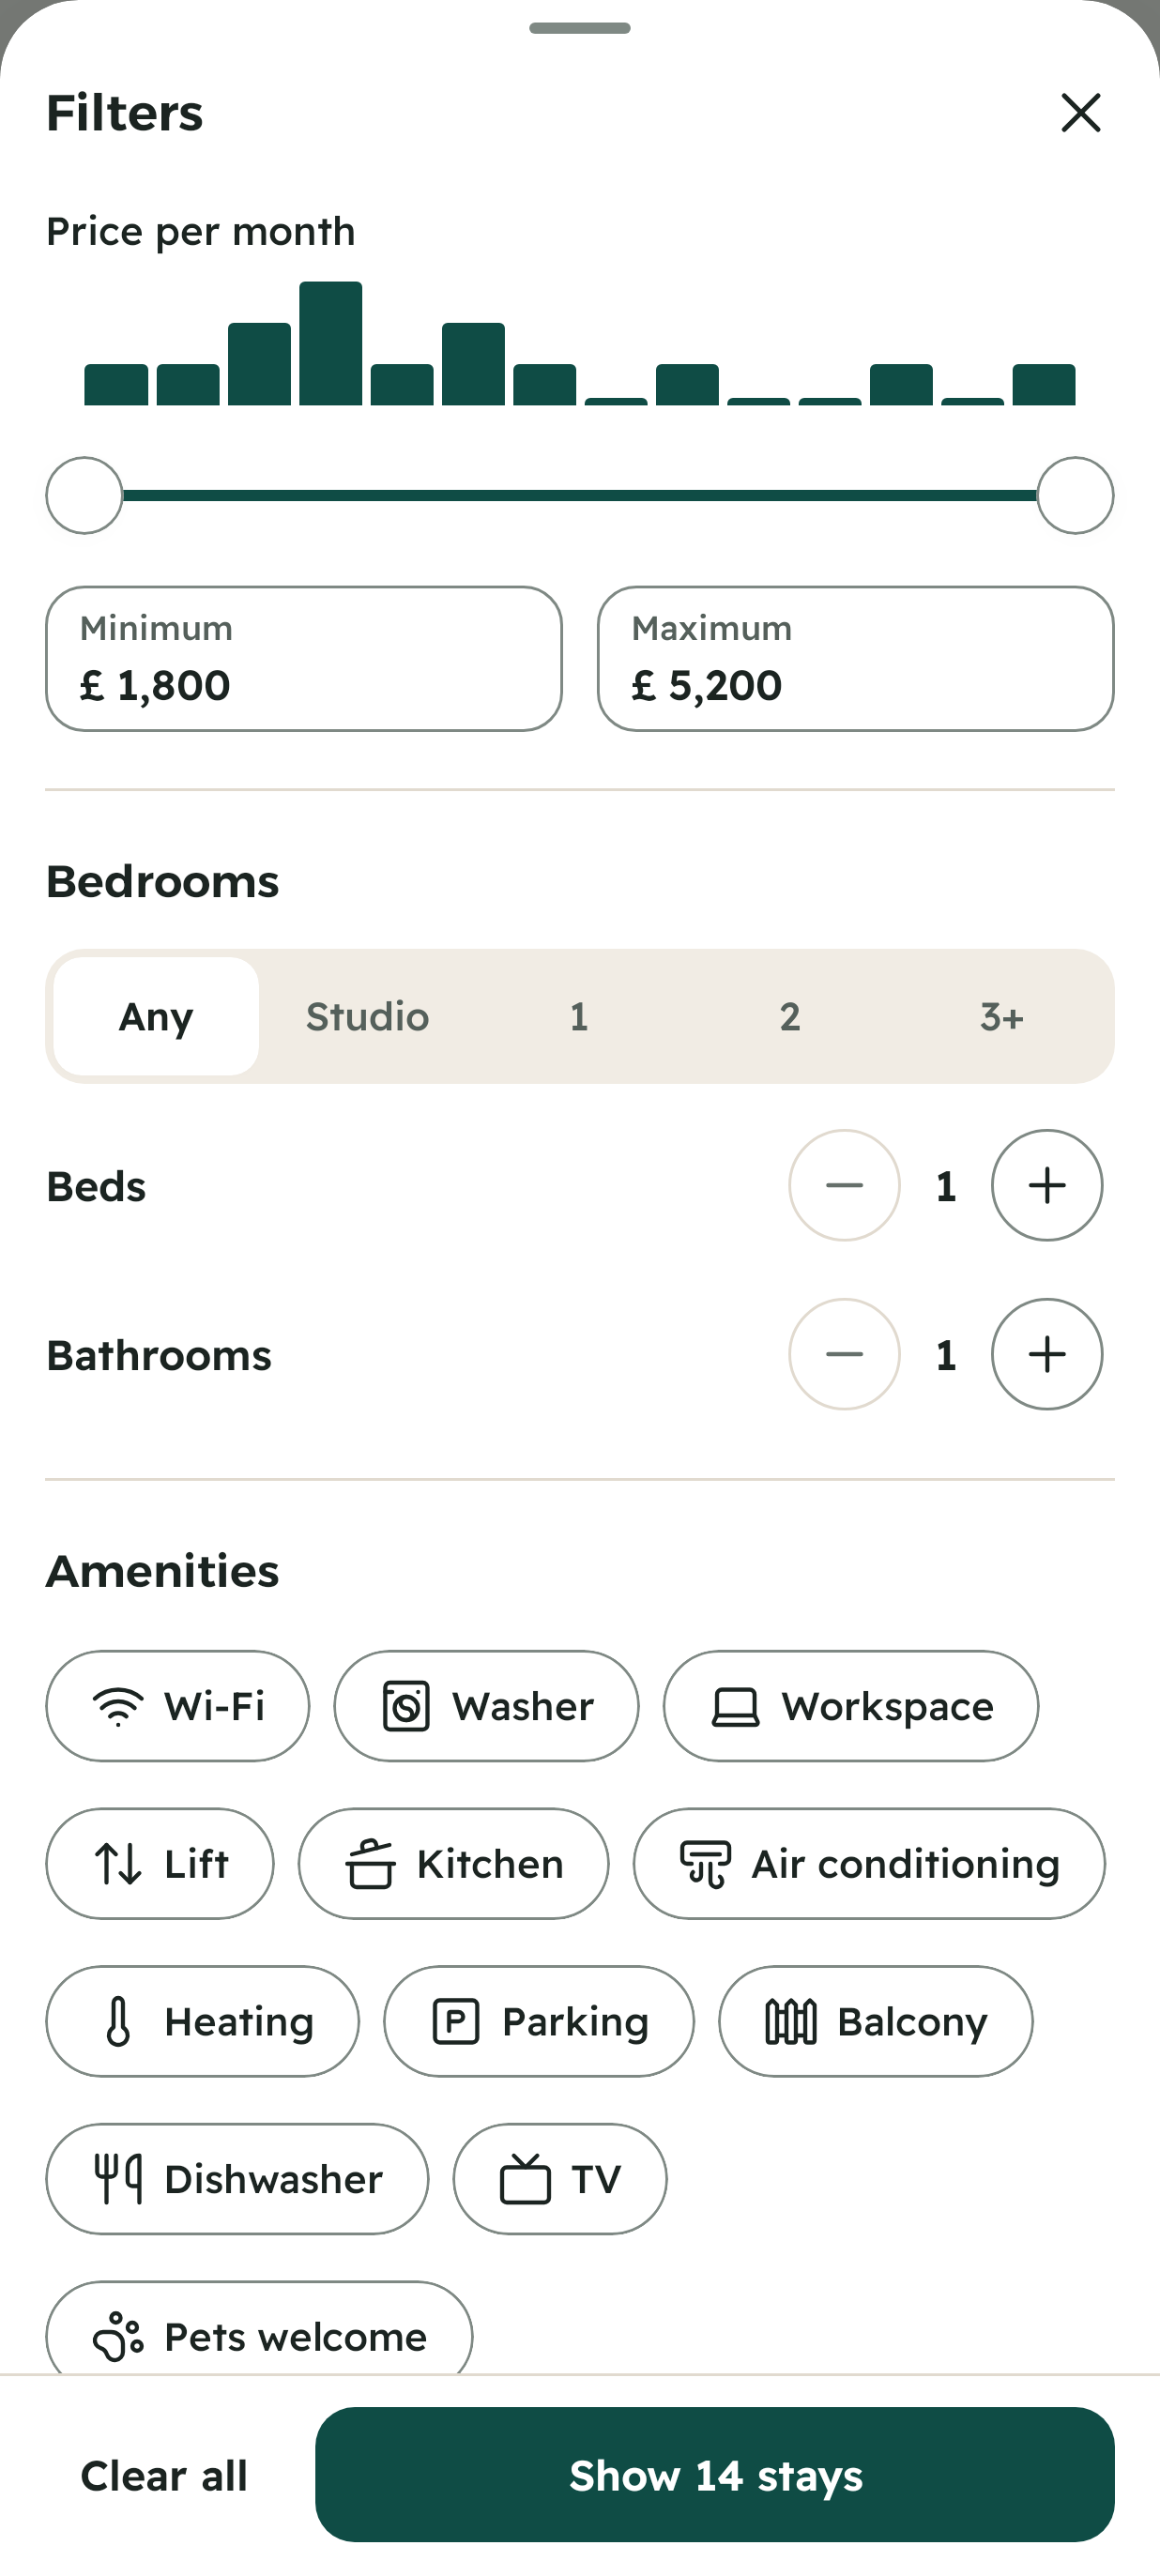 Filters
Price per month
Minimum
£ 1,800
Maximum
£ 5,200
Bedrooms
Any Studio 1 2 3+
Beds 1
Bathrooms 1
Amenities
Wi-Fi Washer Workspace
Lift Kitchen Air conditioning
Heating P Parking Balcony
Dishwasher TV
Pets welcome
Clear all Show 14 stays